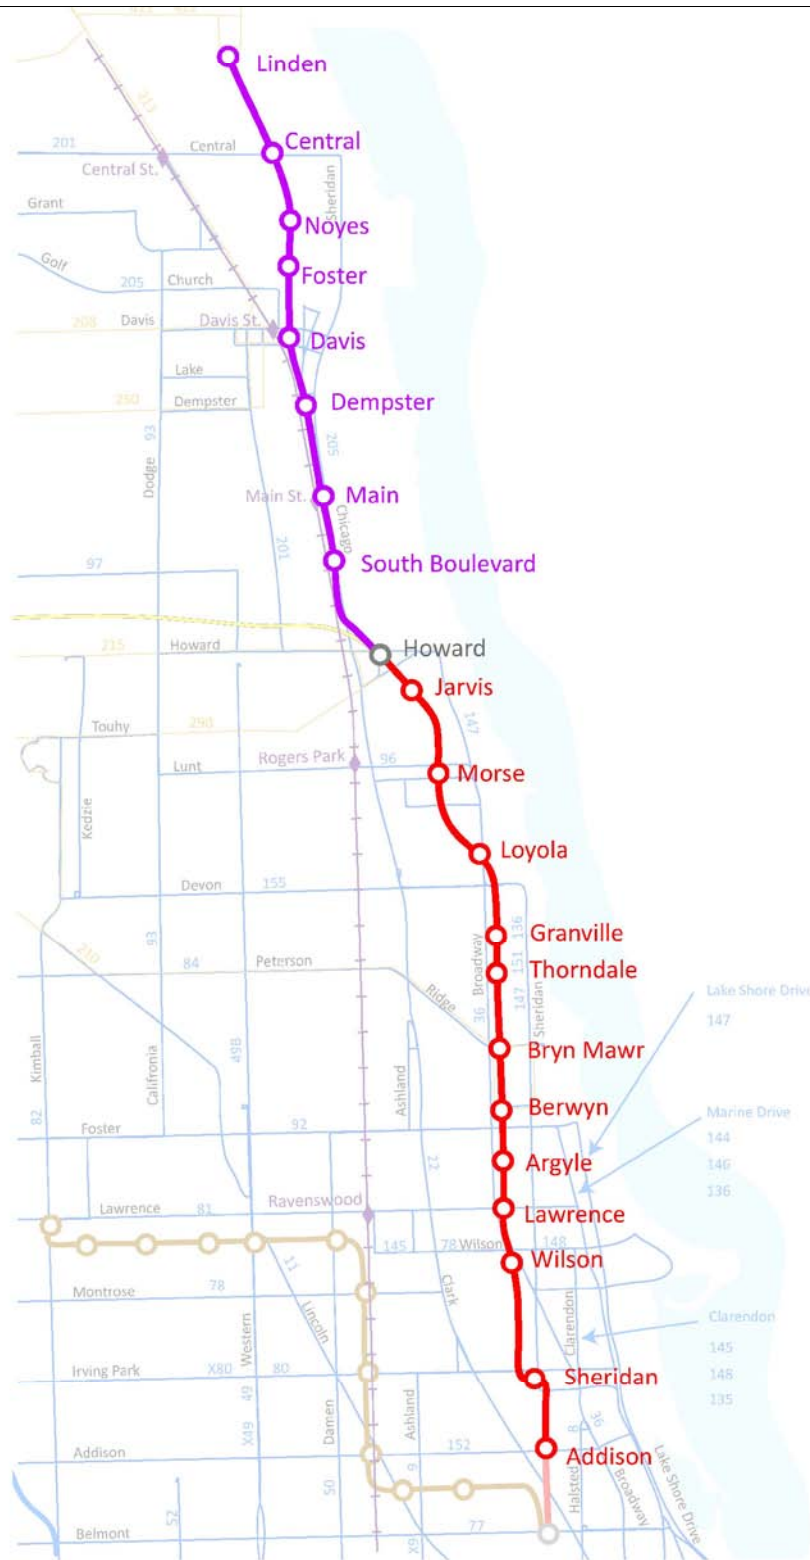 422
213
Linden
201
Central
Central
Central St.
Sheridan
Grant
Noyes
Golf
Foster
205
Church
208
Davis
Davis St.
Davis
Lake
250
Dempster
Dempster
93
205
Dodge
Main St.
Main
Chicago
201
97
South Boulevard
215
Howard
Howard
Jarvis
147
Touhy
290
Rogers Park
96
Lunt
Morse
Kedzie
Loyola
Devon
155
93
Granville
136
Broadway
210
84
Peterson
151
Thorndale
Ridge
147
Sheridan
36
Lake Shore Drive
147
Kimball
Califronia
49B
Ashland
Bryn Mawr
82
Berwyn
Foster
92
Marine Drive
144
146
136
22
Argyle
Lawrence
81
Ravenswood
Lawrence
145
78
Wilson
148
Wilson
11
Montrose
78
Clark
Lincoln
Clarendon
Clarendon
145
148
135
Western
Irving Park
X80
80
Sheridan
49
Ashland
Damen
X49
36
8
Addison
152
Addison
9
50
Halsted
Broadway
Lake Shore Drive
52
Belmont
77
X9